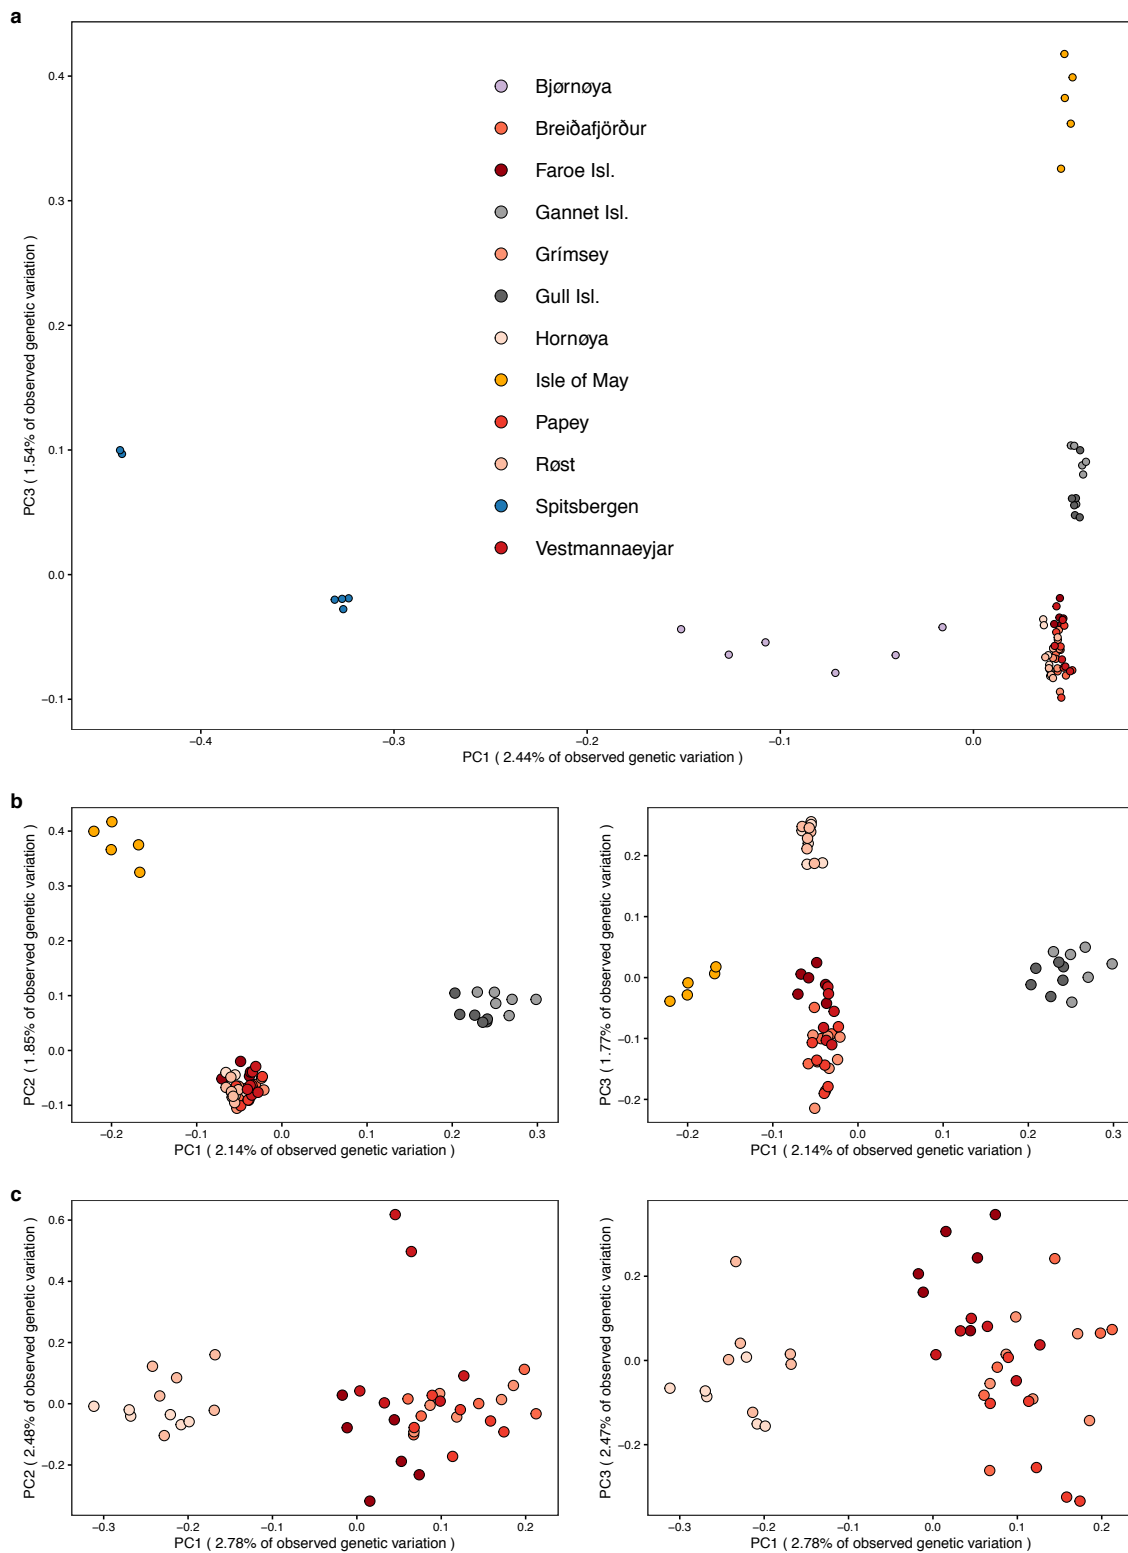 a
0.4
0.3
0.2
0.1
0.0
−0.1
PC3 ( 1.54% of observed genetic variation )
Bjørnøya
Breiðafjörður
Faroe Isl.
Gannet Isl.
Grímsey
Gull Isl.
Hornøya
Isle of May
Papey
Røst
Spitsbergen
Vestmannaeyjar
−0.4 −0.3 −0.2 −0.1 0.0
PC1 ( 2.44% of observed genetic variation )
b
0.4
0.3
0.2
0.1
0.0
−0.1
PC2 ( 1.85% of observed genetic variation )
−0.2 −0.1 0.0 0.1 0.2 0.3
PC1 ( 2.14% of observed genetic variation )
0.2
0.1
0.0
−0.1
−0.2
PC3 ( 1.77% of observed genetic variation )
−0.2 −0.1 0.0 0.1 0.2 0.3
PC1 ( 2.14% of observed genetic variation )
c
0.6
0.4
0.2
0.0
−0.2
PC2 ( 2.48% of observed genetic variation )
−0.3 −0.2 −0.1 0.0 0.1 0.2
PC1 ( 2.78% of observed genetic variation )
0.2
0.0
−0.2
PC3 ( 2.47% of observed genetic variation )
−0.3 −0.2 −0.1 0.0 0.1 0.2
PC1 ( 2.78% of observed genetic variation )